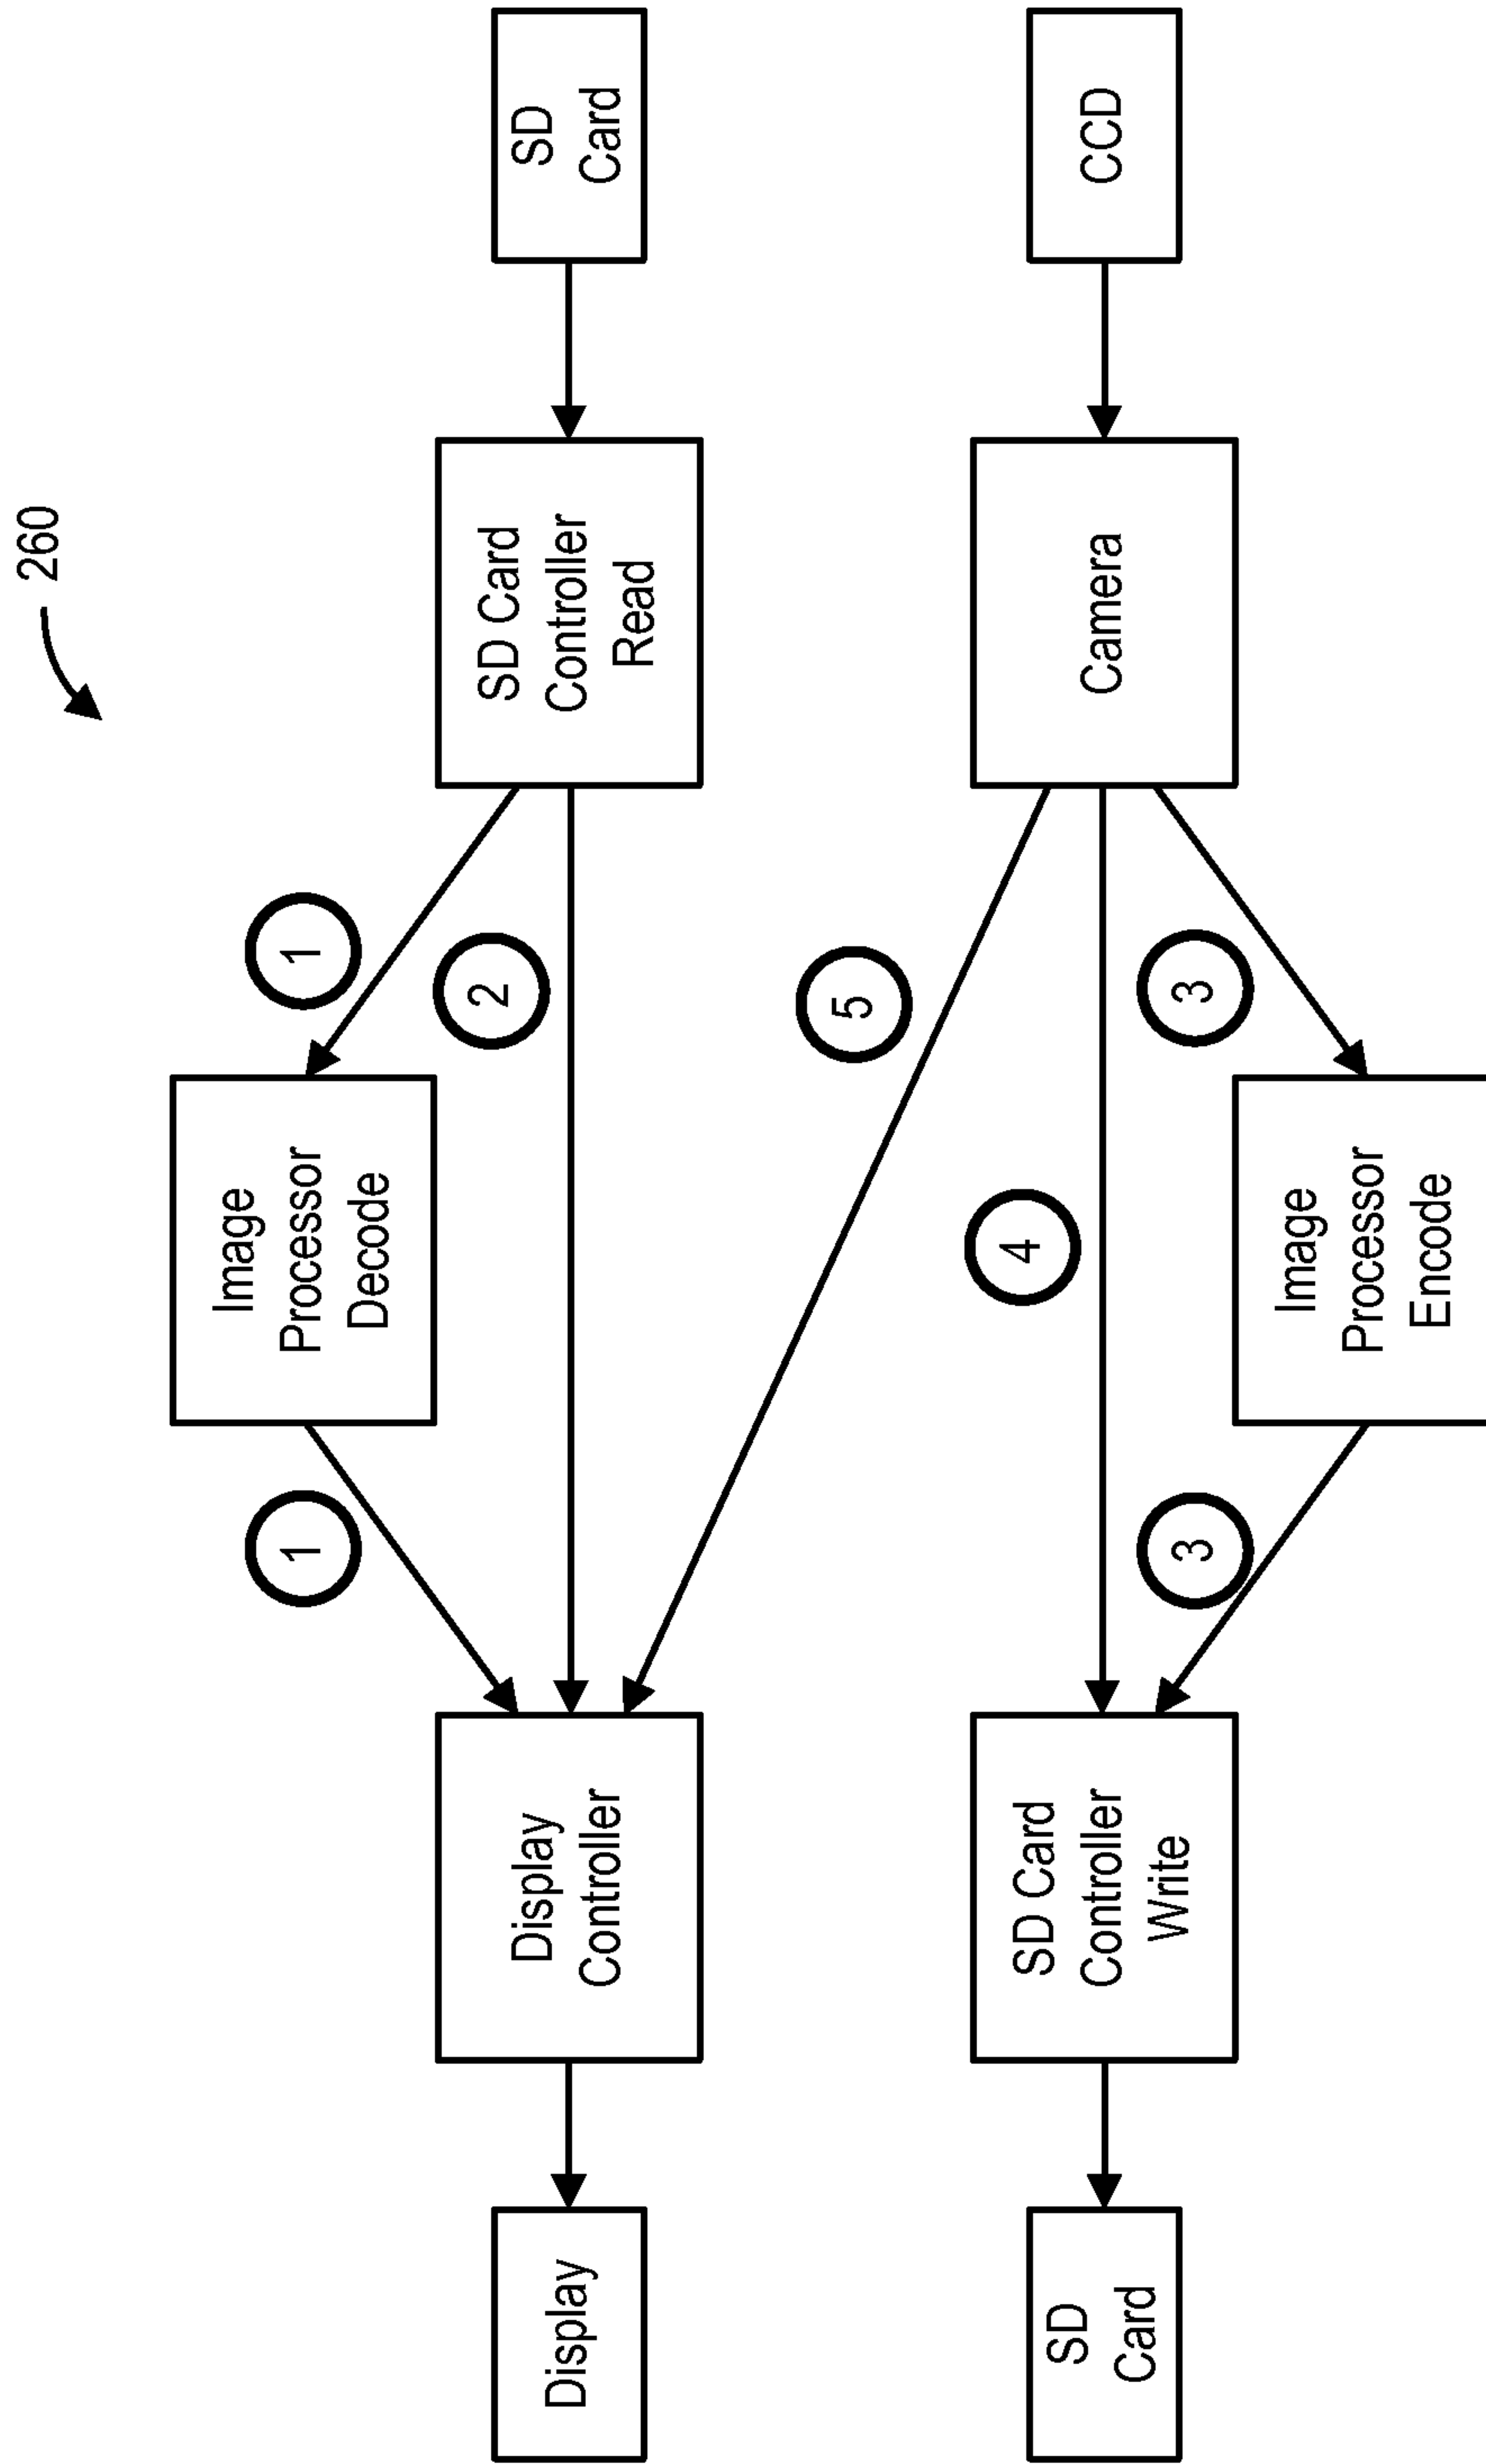 260
1
Image
Processor
Decode
1
Display
Display
Controller
2
SD Card
Controller
Read
SD
Card
5
4
SD
Card
SD Card
Controller
Write
Camera
CCD
3
3
Image
Processor
Encode